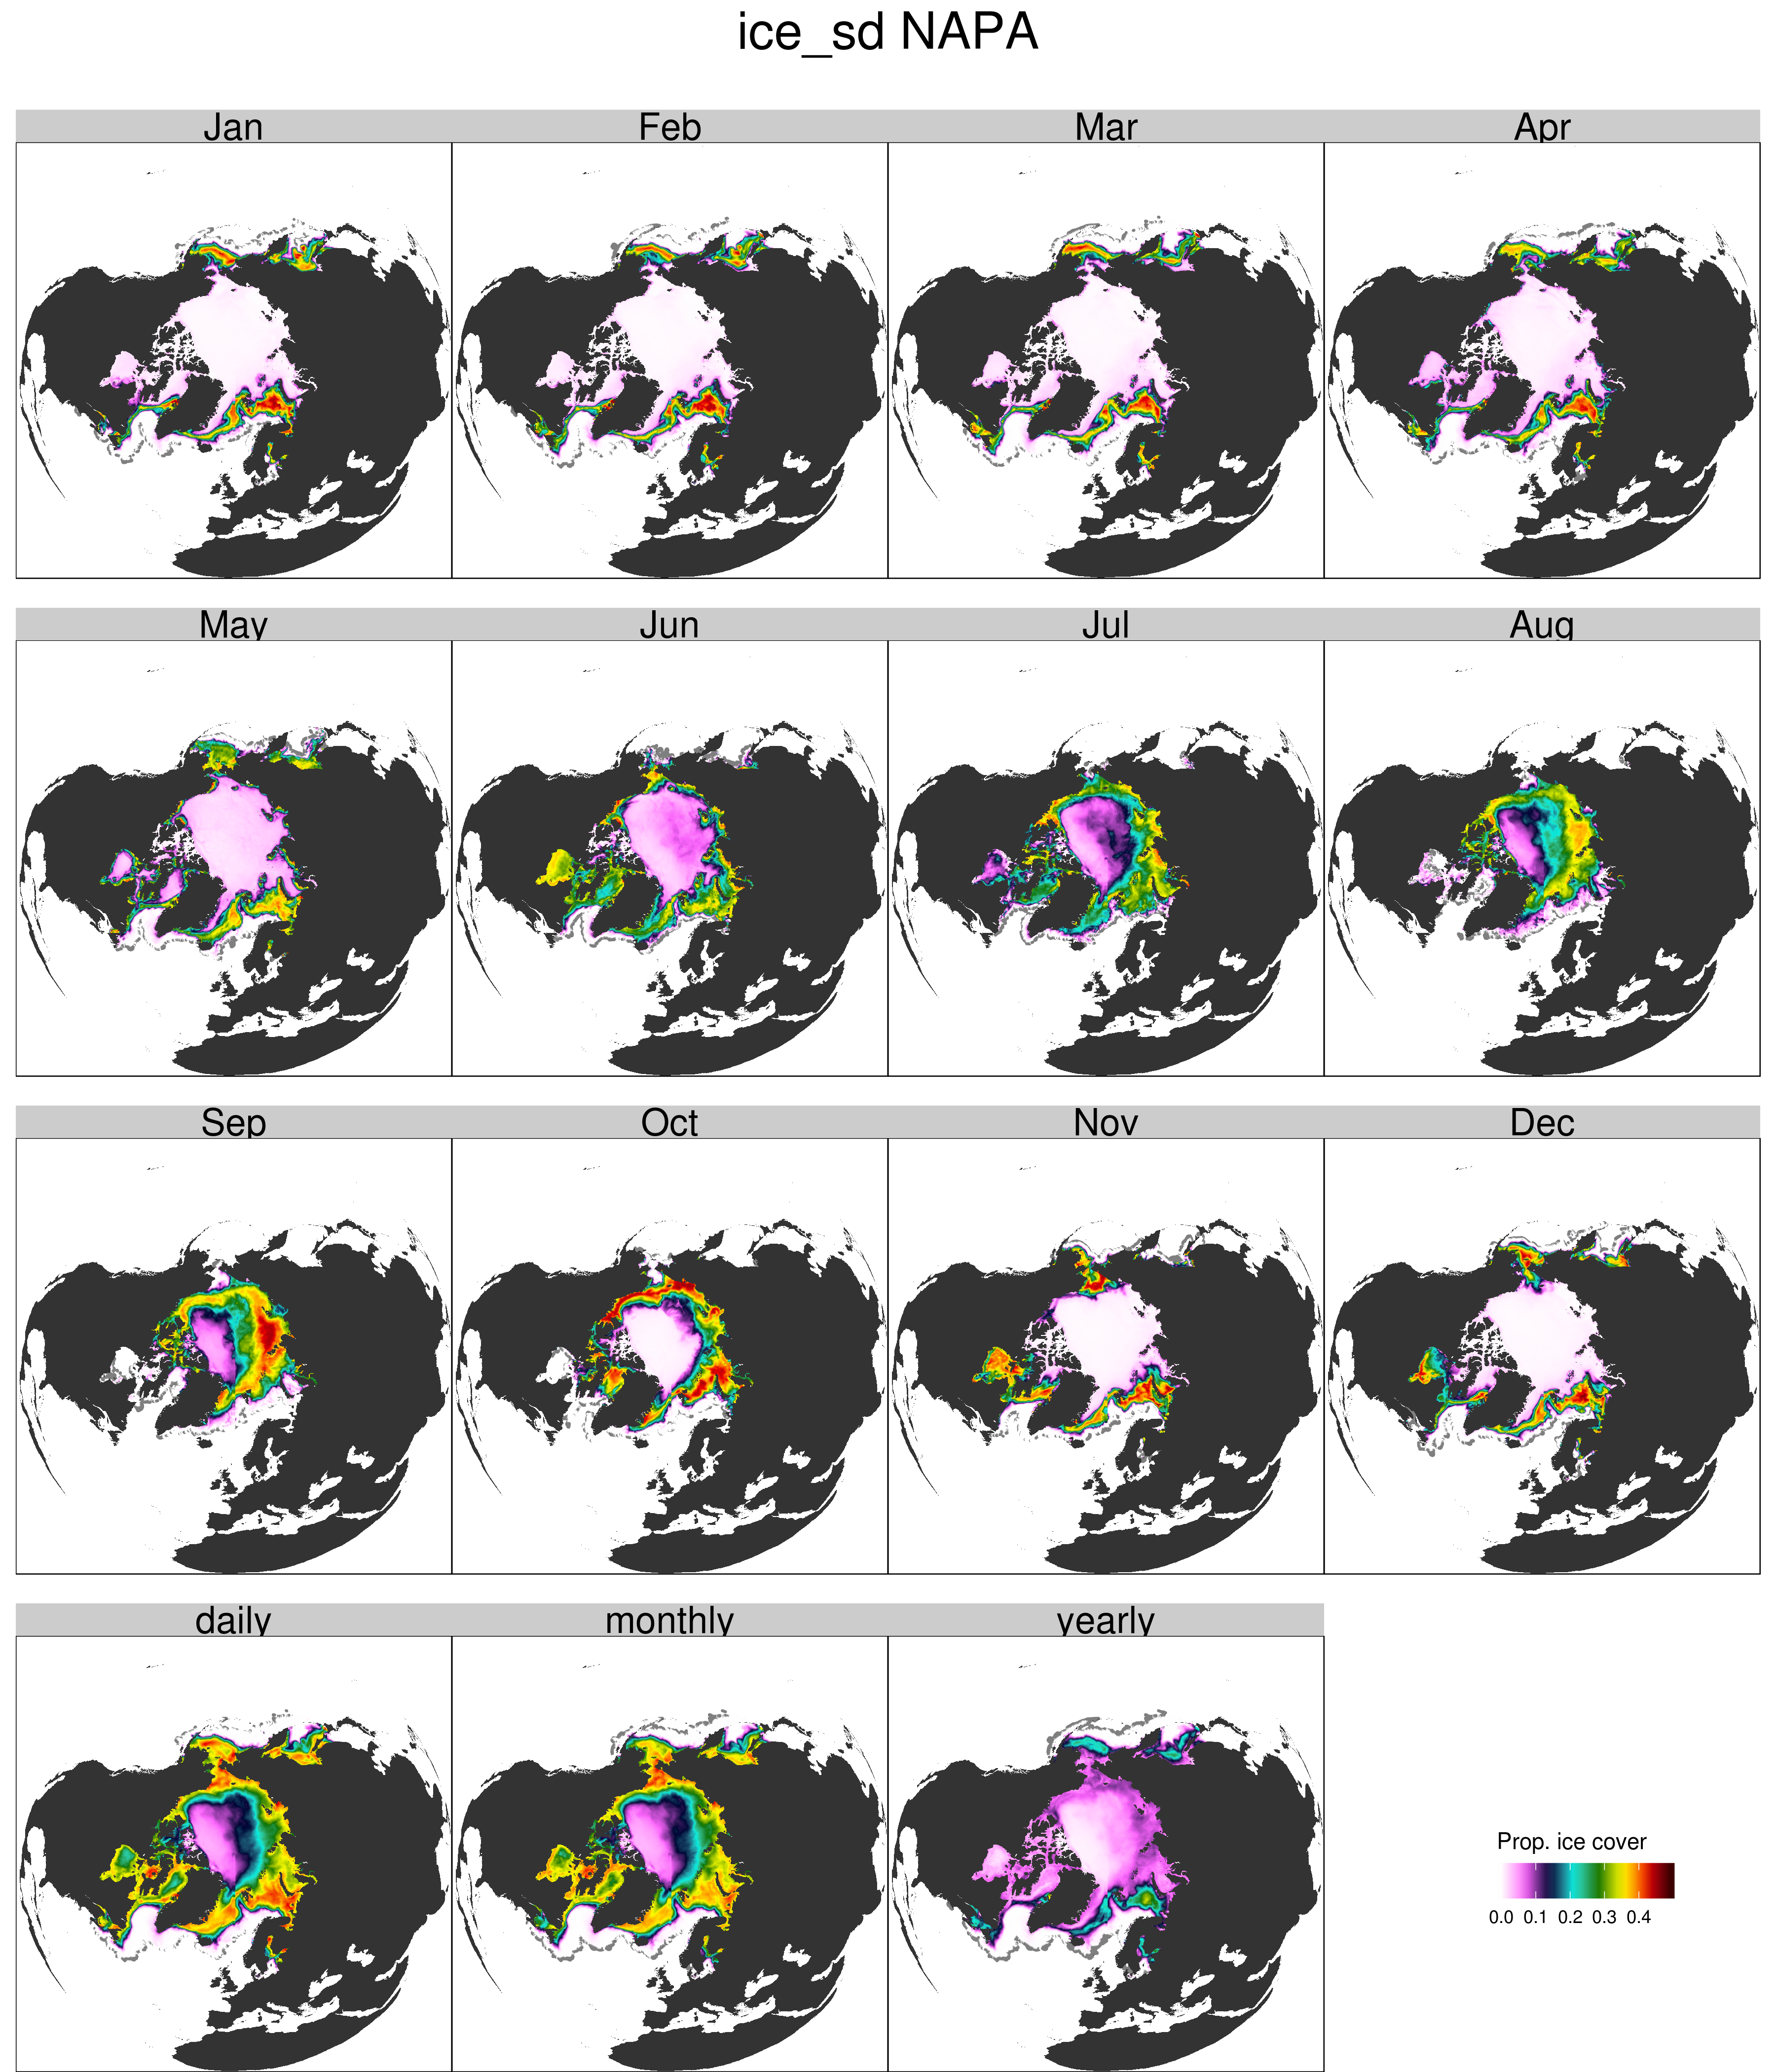 ice_sd NAPA
Jan Feb Mar Apr
May Jun Jul Aug
Sep Oct Nov Dec
daily monthly yearly
Prop. ice cover
0.0 0.1 0.2 0.3 0.4